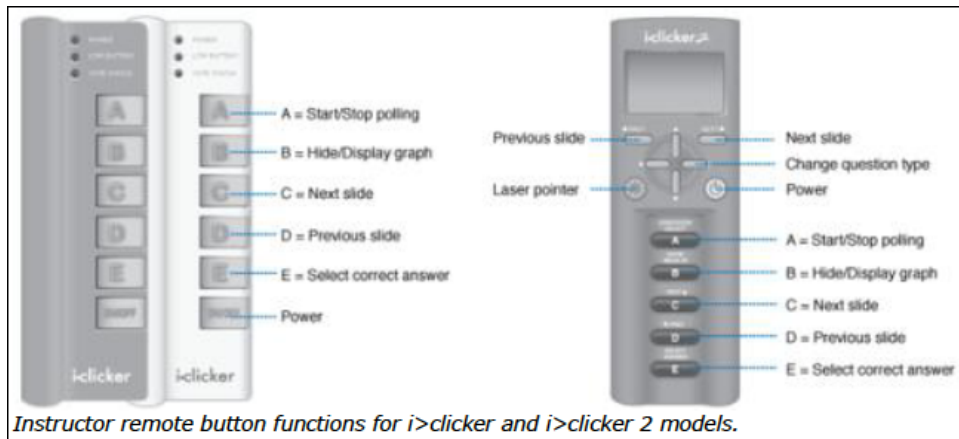 A
B
C
D
E
ON/OFF
i>clicker
A
B
C
D
E
i>clicker
A = Start/Stop polling
B = Hide/Display graph
C = Next slide
D = Previous slide
E = Select correct answer
Power
i>clicker 2
Previous slide
Laser pointer
Next slide
Change question type
Power
A
B
C
D
E
A = Start/Stop polling
B = Hide/Display graph
C = Next slide
D = Previous slide
E = Select correct answer
Instructor remote button functions for i>clicker and i>clicker 2 models.